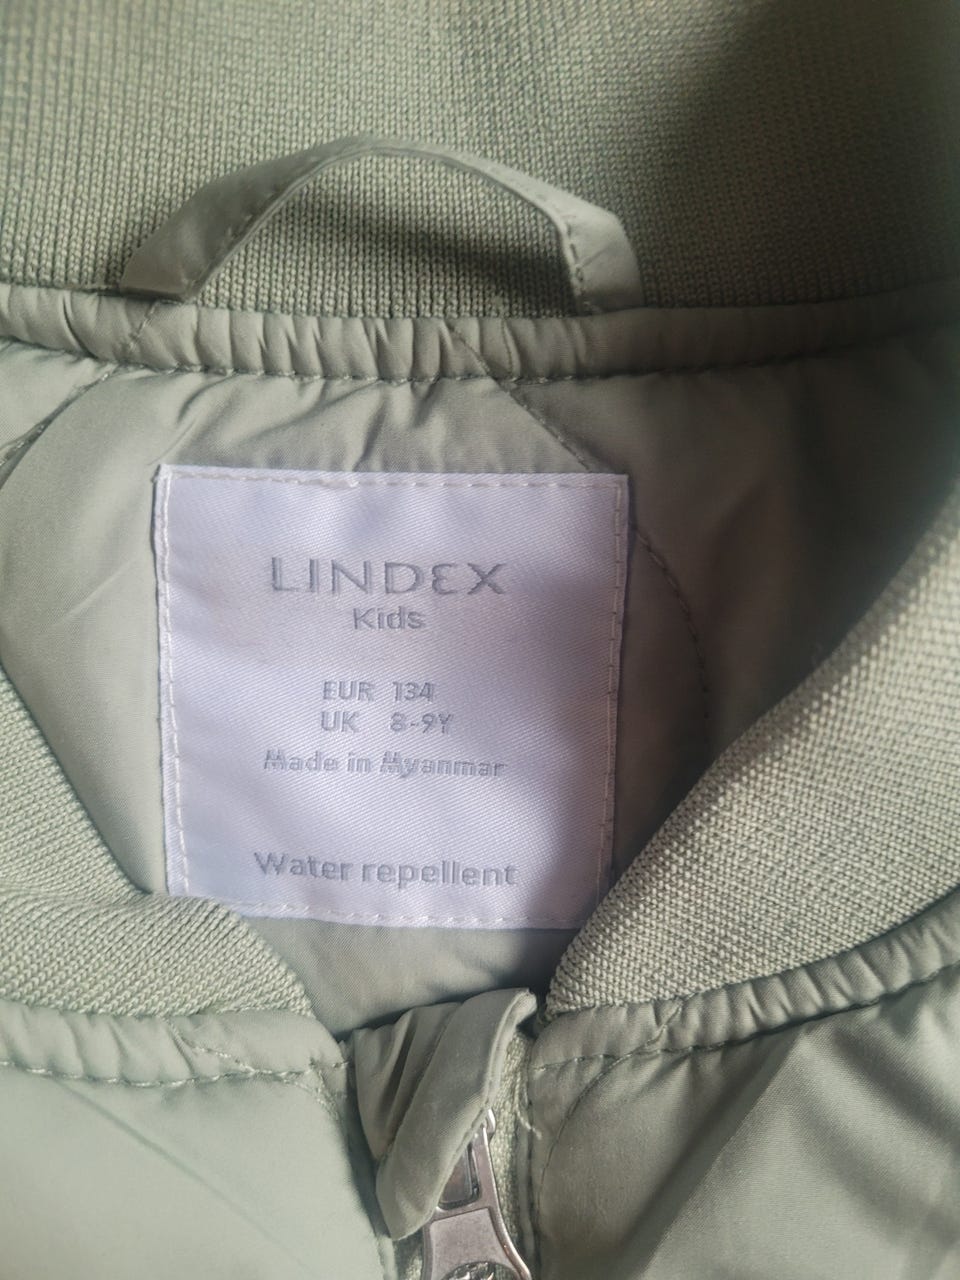 LINDEX
Kids
EUR 134
UK 8-9Y
Made in Myanmar
Water repellent